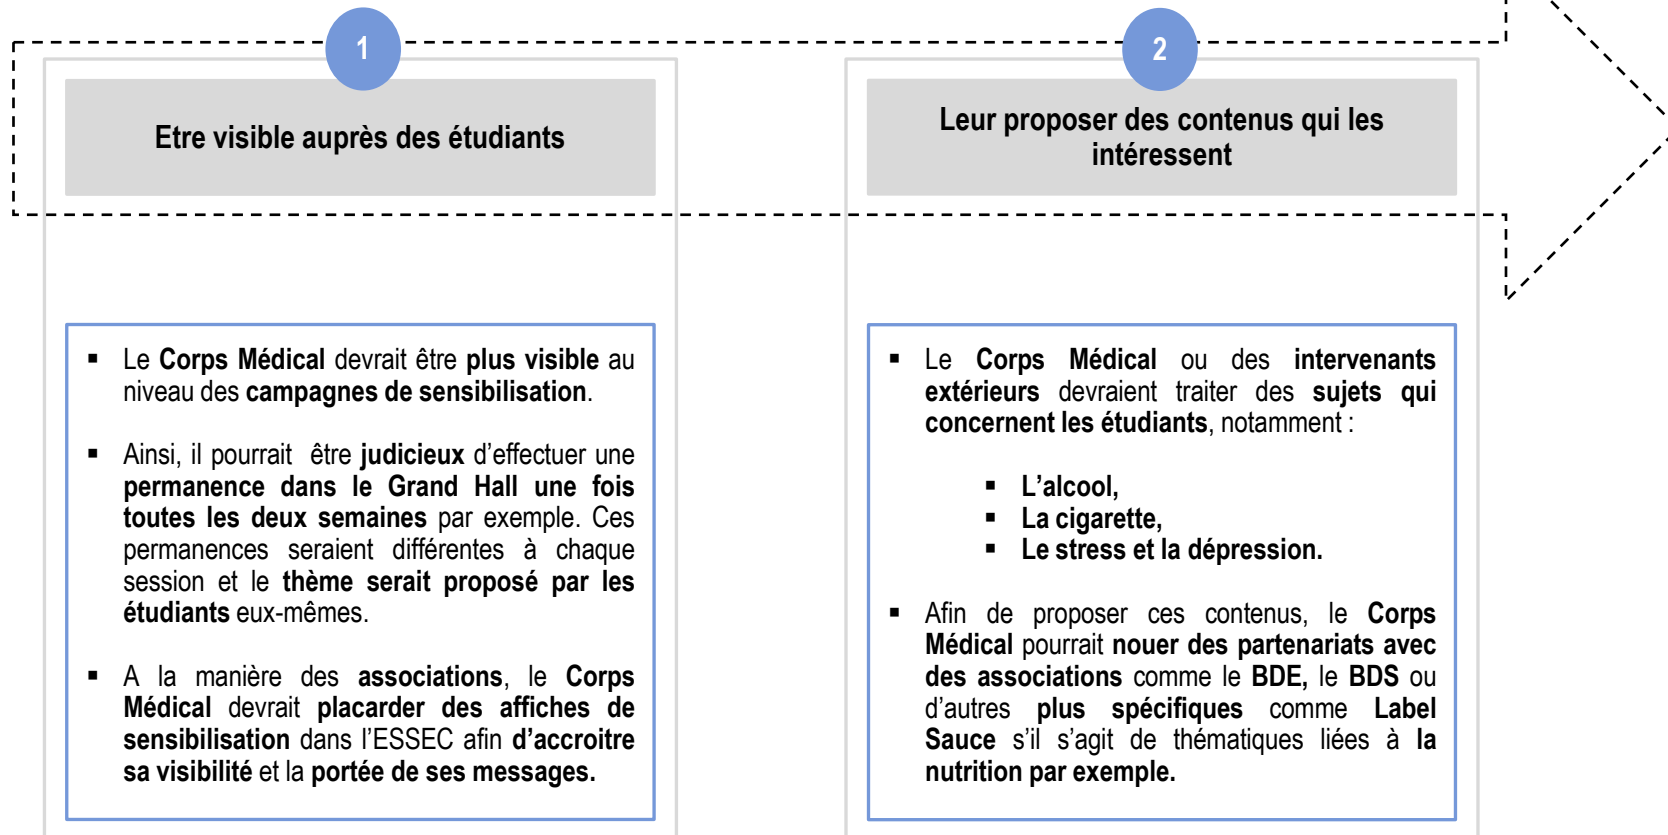 1
Etre visible auprès des étudiants
▪ Le Corps Médical devrait être plus visible au
niveau des campagnes de sensibilisation.
▪ Ainsi, il pourrait être judicieux d'effectuer une
permanence dans le Grand Hall une fois
toutes les deux semaines par exemple. Ces
permanences seraient différentes à chaque
session et le thème serait proposé par les
étudiants eux-mêmes.
▪ A la manière des associations, le Corps
Médical devrait placarder des affiches de
sensibilisation dans l'ESSEC afin d'accroitre
sa visibilité et la portée de ses messages.
2
Leur proposer des contenus qui les
intéressent
▪ Le Corps Médical ou des intervenants
extérieurs devraient traiter des sujets qui
concernent les étudiants, notamment :
▪ L'alcool,
▪ La cigarette,
▪ Le stress et la dépression.
▪ Afin de proposer ces contenus, le Corps
Médical pourrait nouer des partenariats avec
des associations comme le BDE, le BDS ou
d'autres plus spécifiques comme Label
Sauce s'il s'agit de thématiques liées à la
nutrition par exemple.